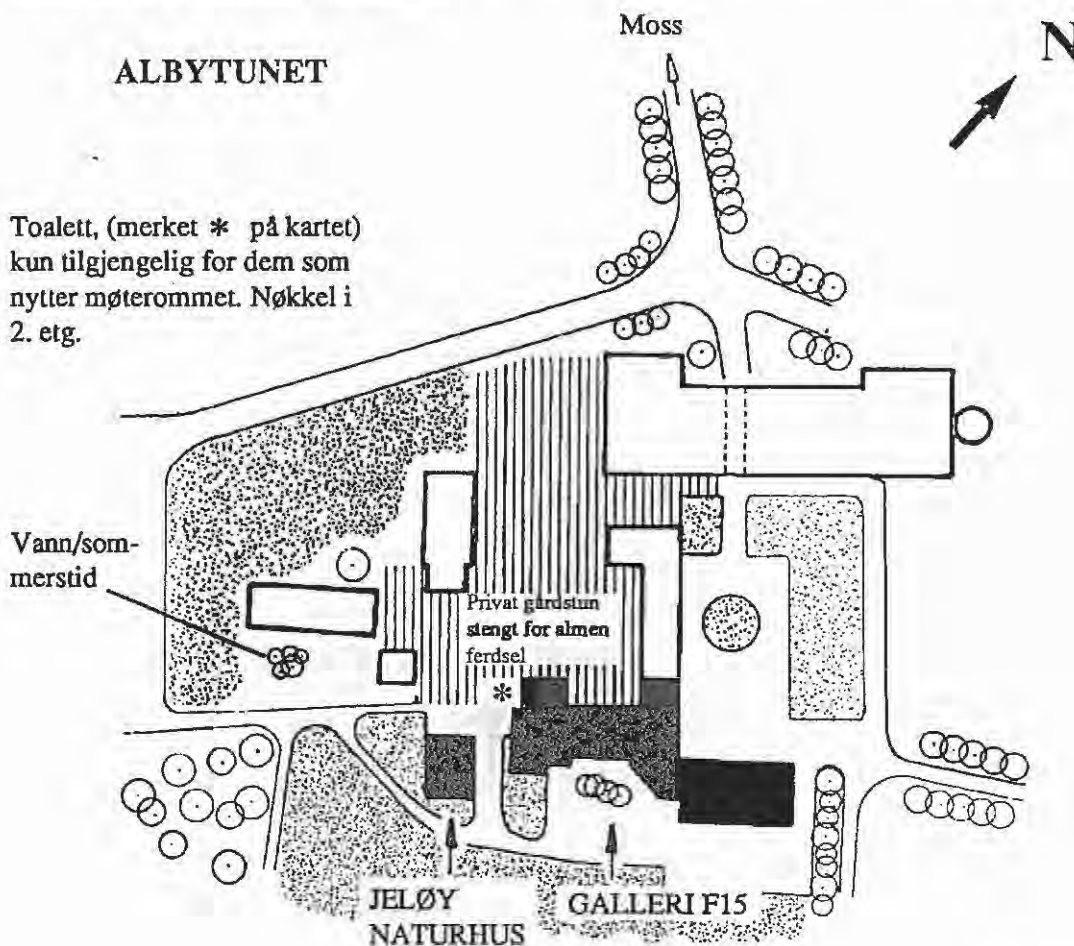 Moss
N
ALBYTUNET
Toalett, (merket * på kartet)
kun tilgjengelig for dem som
nytter møterommet. Nøkkel i
2. etg.
Vann/som-
merstid
Privat gårdstun
stengt for almen
ferdsel
*
JELØY
NATURHUS
GALLERI F15